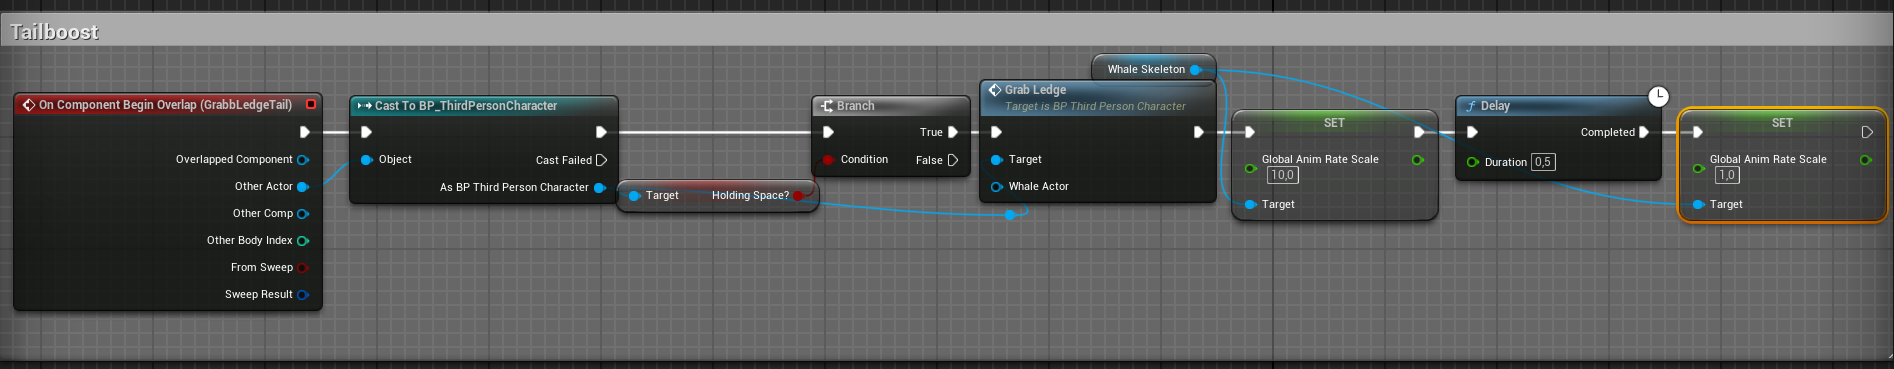 Tailboost
On Component Begin Overlap (GrabbLedgeTail)
Overlapped Component
Other Actor
Other Comp
Other Body Index
From Sweep
Sweep Result
Cast To BP_ThirdPersonCharacter
Object
Cast Failed
As BP Third Person Character
Target
Holding Space?
Branch
True
Condition
False
Whale Skeleton
Grab Ledge
Target is BP Third Person Character
Target
Whale Actor
SET
Global Anim Rate Scale
10,0
Target
Delay
Completed
Duration 0,5
SET
Global Anim Rate Scale
1,0
Target